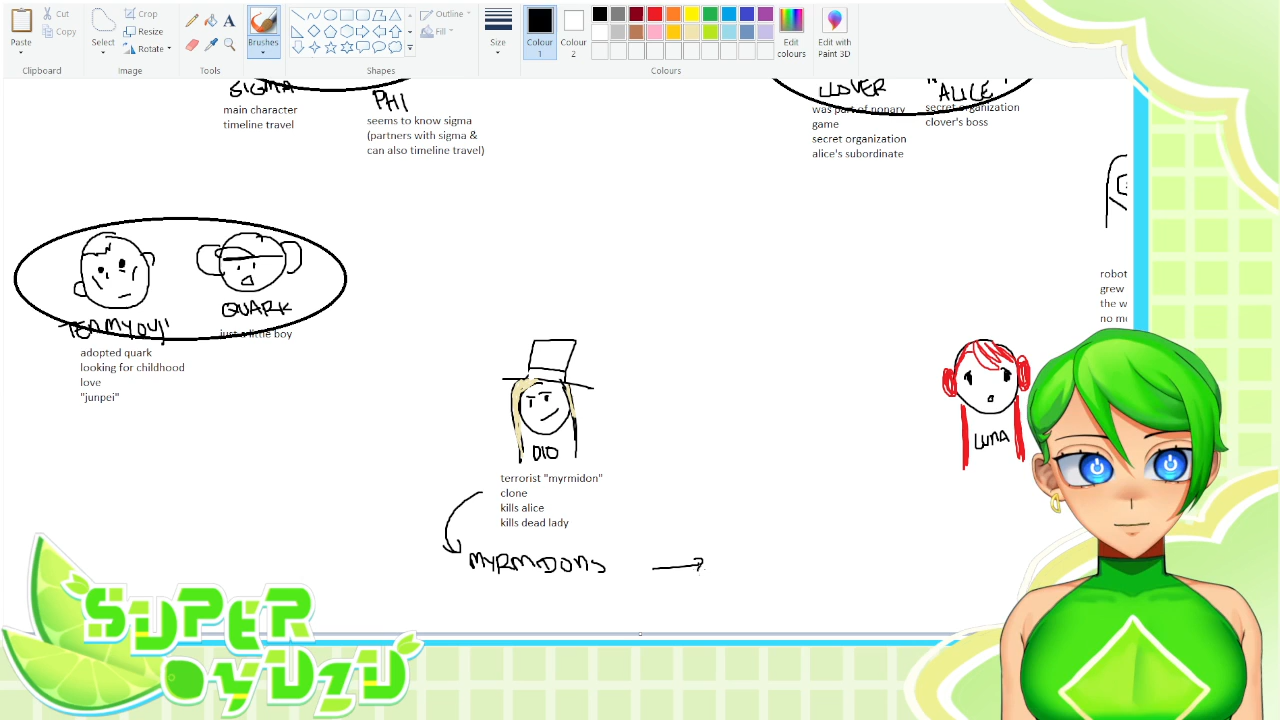 Paste
Cut
Copy
Clipboard
Select
Crop
Resize
Rotate
Image
A
Tools
Brushes
Shapes
Outline
Fill
Size
Colour
1
Colour
2
Edit
colours
Edit with
Paint 3D
Colours
SIGMA
main character
timeline travel
PHI
seems to know sigma
(partners with sigma &
can also timeline travel)
CLOVER
was part of nonary
game
secret organization
alice's subordinate
"ALICE"
secret organization
clover's boss
TENMYOUJI
adopted quark
looking for childhood
love
"junpei"
QUARK
just a little boy
DIO
terrorist "myrmidon"
clone
kills alice
kills dead lady
MYRMIDONS
LUNA
robot
grew
the w
no m
SUPER
OYUZU